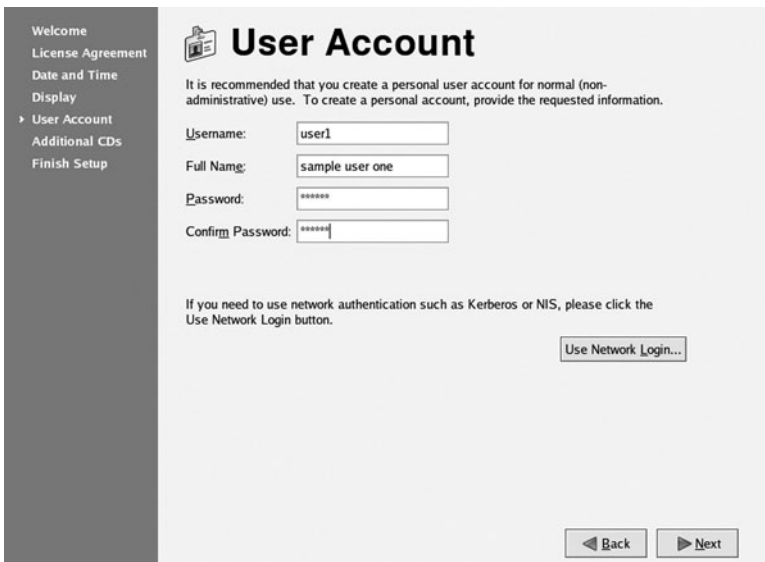 Welcome
License Agreement
Date and Time
Display
User Account
Additional CDs
Finish Setup
User Account
It is recommended that you create a personal user account for normal (non-
administrative) use. To create a personal account, provide the requested information.
Username:
user1
Full Name:
sample user one
Password:
******
Confirm Password:
******
If you need to use network authentication such as Kerberos or NIS, please click the
Use Network Login button.
Use Network Login...
Back
Next